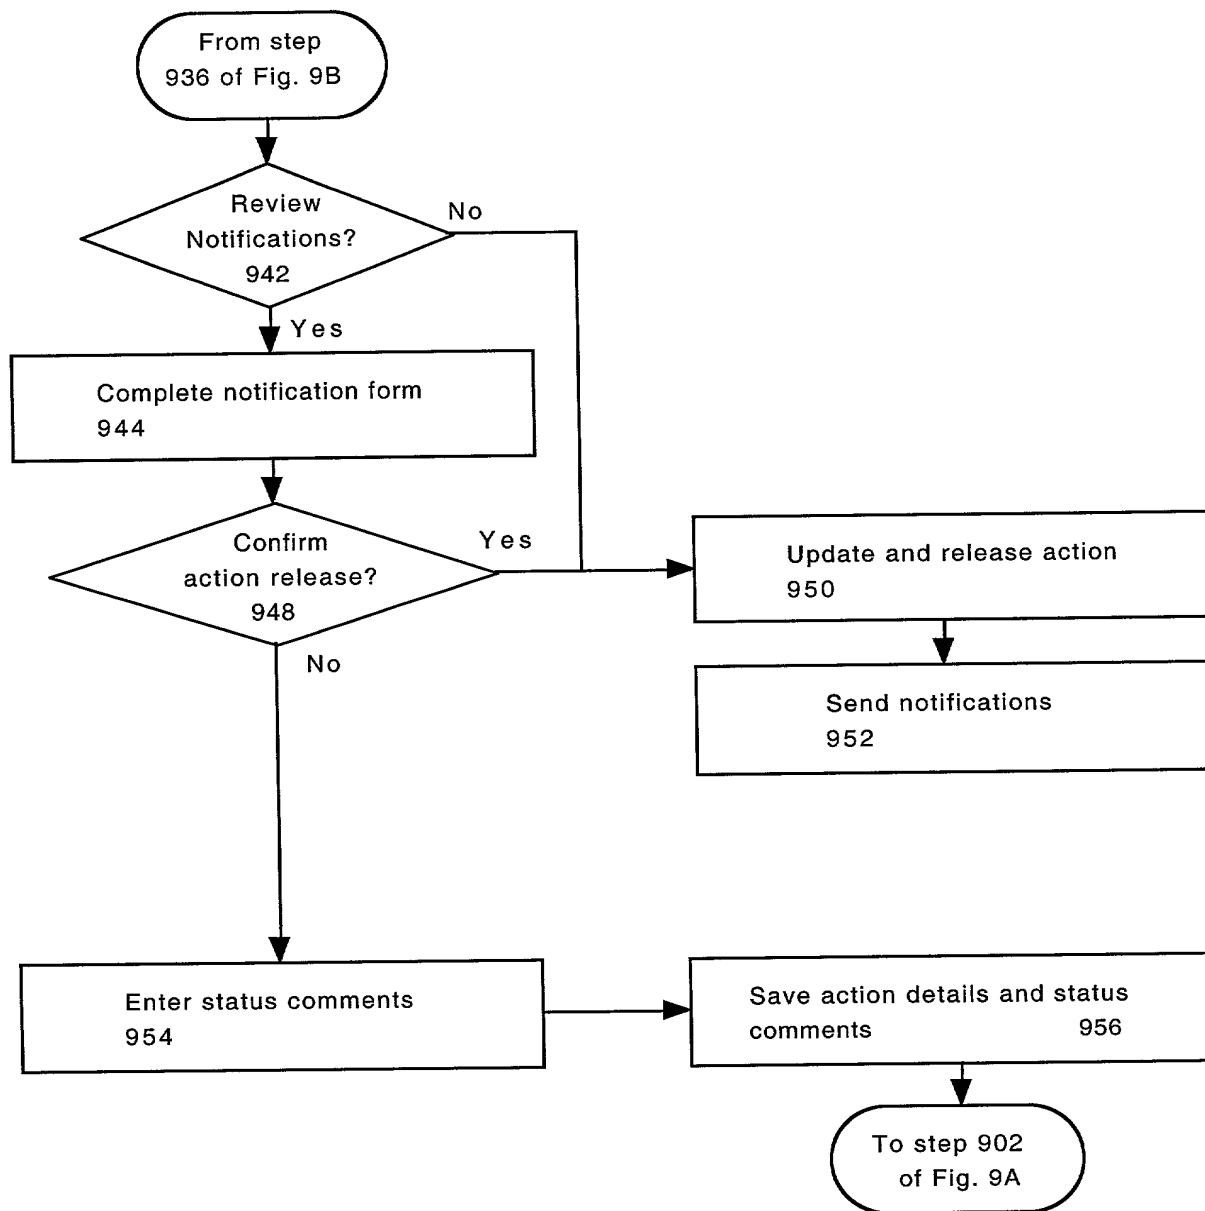 From step
936 of Fig. 9B
Review
Notifications?
942
No
Yes
Complete notification form
944
Confirm
action release?
948
Yes
No
Update and release action
950
Send notifications
952
Enter status comments
954
Save action details and status
comments 956
To step 902
of Fig. 9A